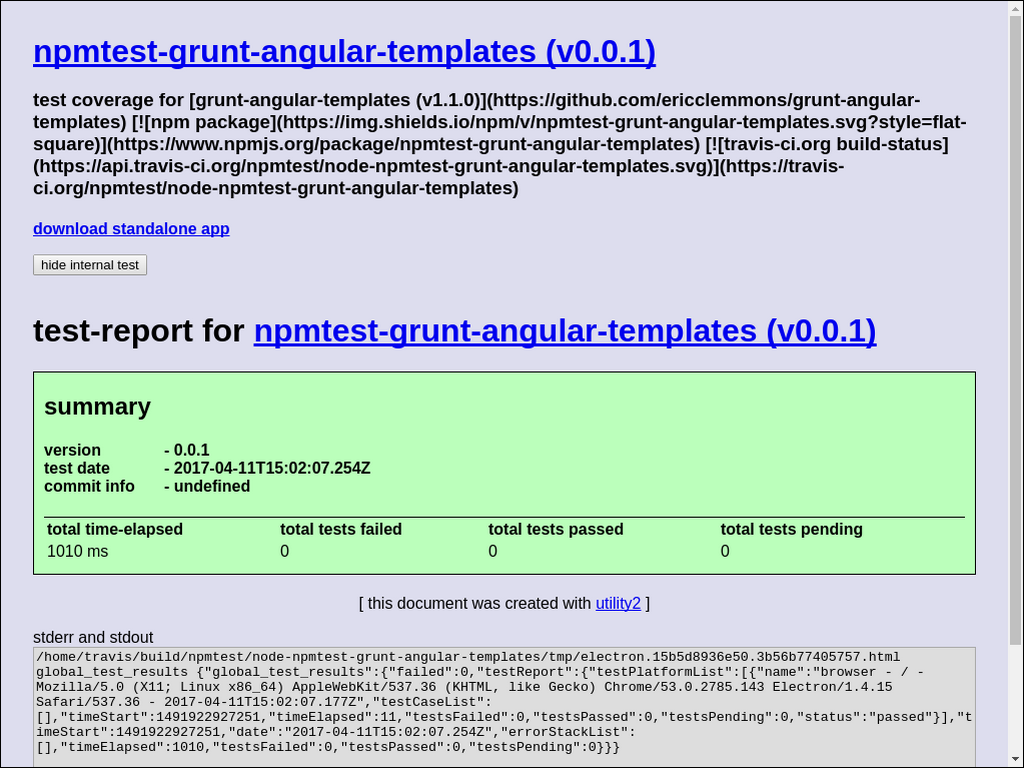 npmtest-grunt-angular-templates (v0.0.1)
test coverage for [grunt-angular-templates (v1.1.0)](https://github.com/ericclemmons/grunt-angular-
templates) [![npm package](https://img.shields.io/npm/v/npmtest-grunt-angular-templates.svg?style=flat-
square)](https://www.npmjs.org/package/npmtest-grunt-angular-templates) [![travis-ci.org build-status]
(https://api.travis-ci.org/npmtest/node-npmtest-grunt-angular-templates.svg)](https://travis-
ci.org/npmtest/node-npmtest-grunt-angular-templates)
download standalone app
hide internal test
test-report for npmtest-grunt-angular-templates (v0.0.1)
summary
version - 0.0.1
test date - 2017-04-11T15:02:07.254Z
commit info - undefined
total time-elapsed total tests failed total tests passed total tests pending
1010 ms 0 0 0
[ this document was created with utility2 ]
stderr and stdout
/home/travis/build/npmtest/node-npmtest-grunt-angular-templates/tmp/electron.15b5d8936e50.3b56b77405757.html
global_test_results {"global_test_results":{"failed":0,"testReport":{"testPlatformList":[{"name":"browser - / -
Mozilla/5.0 (X11; Linux x86_64) AppleWebKit/537.36 (KHTML, like Gecko) Chrome/53.0.2785.143 Electron/1.4.15
Safari/537.36 - 2017-04-11T15:02:07.177Z","testCaseList":
[],"timeStart":1491922927251,"timeElapsed":11,"testsFailed":0,"testsPassed":0,"testsPending":0,"status":"passed"}],"t
imeStart":1491922927251,"date":"2017-04-11T15:02:07.254Z","errorStackList":
[],"timeElapsed":1010,"testsFailed":0,"testsPassed":0,"testsPending":0}}}